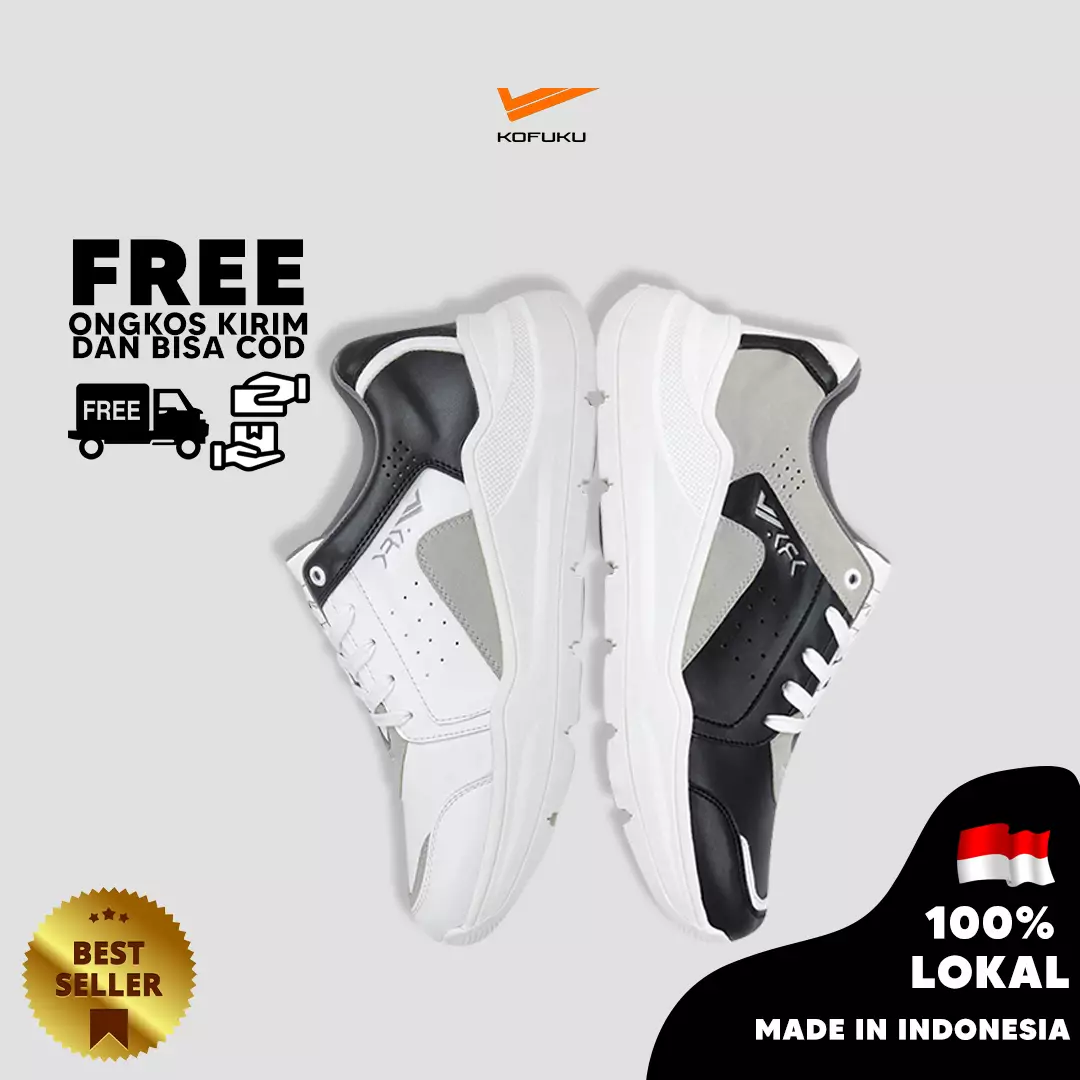 KOFUKU
FREE
ONGKOS KIRIM
DAN BISA COD
FREE
BEST
SELLER
100%
LOKAL
MADE IN INDONESIA